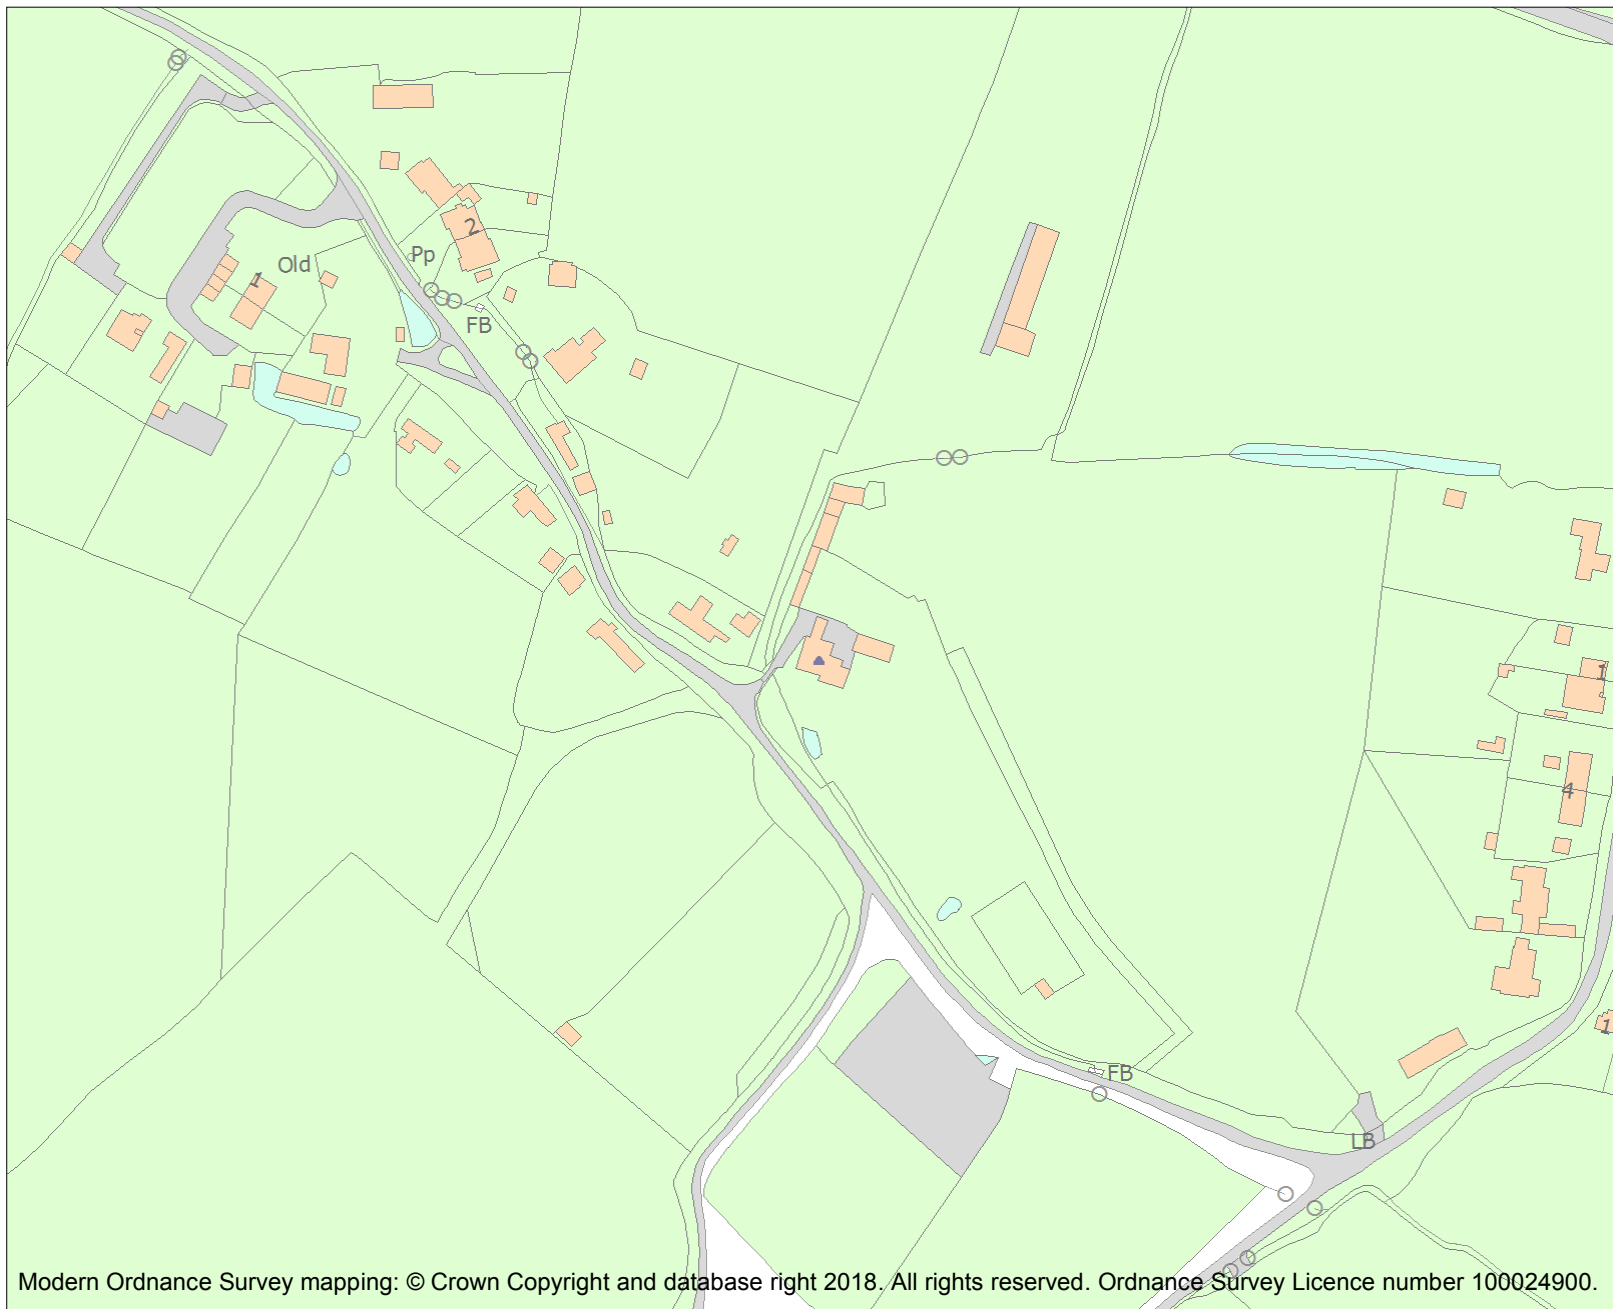 2
Pp
Old
1
FB
1
4
1
FB
LB
Modern Ordnance Survey mapping: © Crown Copyright and database right 2018. All rights reserved. Ordnance Survey Licence number 100024900.